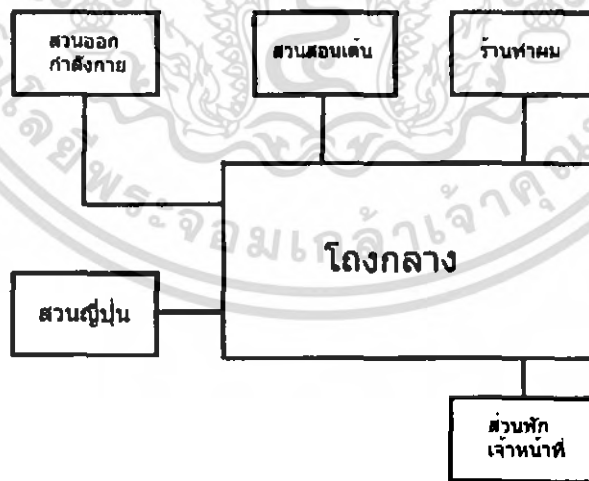 ส่วนออก
กำลังกาย
ส่วนสอนเต้น
ร้านทำผม
โถงกลาง
สวนญี่ปุ่น
ส่วนพัก
เจ้าหน้าที่